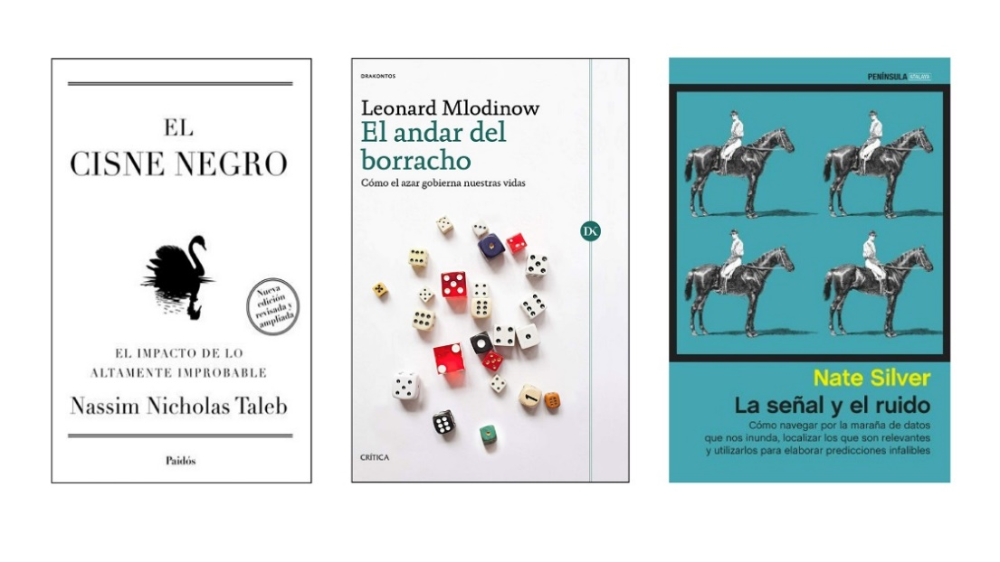 EL
CISNE NEGRO
Nueva
edición
revisada y
ampliada
EL IMPACTO DE LO
ALTAMENTE IMPROBABLE
Nassim Nicholas Taleb
Paidós
DRAKONTOS
Leonard Mlodinow
El andar del
borracho
Cómo el azar gobierna nuestras vidas
DK
1
CRÍTICA
PENÍNSULA ATALAYA
Nate Silver
La señal y el ruido
Cómo navegar por la maraña de datos
que nos inunda, localizar los que son relevantes
y utilizarlos para elaborar predicciones infalibles